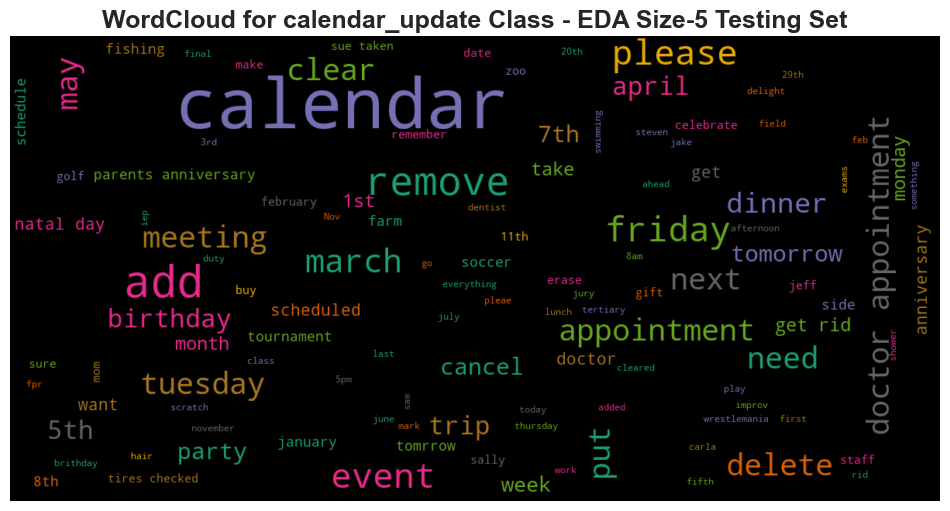 WordCloud for calendar_update Class - EDA Size-5 Testing Set
fishing
final
sue taken
date
please
20th
may
make
clear
zoo
april
29th
schedule
calendar
delight
3rd
remember
7th
swimming
steven
celebrate
field
jake
feb
golf
parents anniversary
remove
take
ahead
get
exams
monday
something
february
1st
dentist
dinner
doctor appointment
natal day
iep
Nov
farm
11th
friday
afternoon
meeting
duty
march
go
soccer
8am
tomorrow
anniversary
add
buy
everything
pleae
erase
jury
gift
next
jeff
birthday
scheduled
july
lunch
tertiary
side
month
tournament
appointment
get rid
shower
sure
mom
class
last
cancel
doctor
cleared
need
fpr
tuesday
5pm
play
want
scratch
sam
today
added
improv
5th
november
june
mark
trip
thursday
wrestlemania
first
party
january
tomrrow
put
carla
brithday
hair
sally
work
delete
staff
8th
tires checked
event
week
fifth
rid